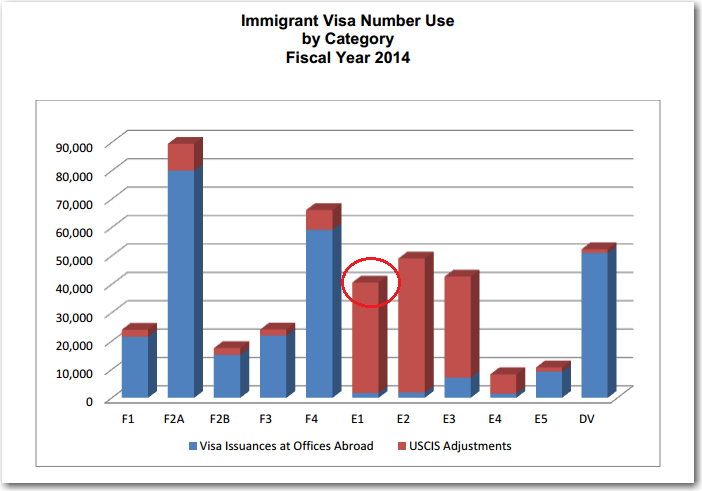 Immigrant Visa Number Use
by Category
Fiscal Year 2014
90,000
80,000
70,000
60,000
50,000
40,000
30,000
20,000
10,000
0
F1 F2A F2B F3 F4 E1 E2 E3 E4 E5 DV
Visa Issuances at Offices Abroad USCIS Adjustments